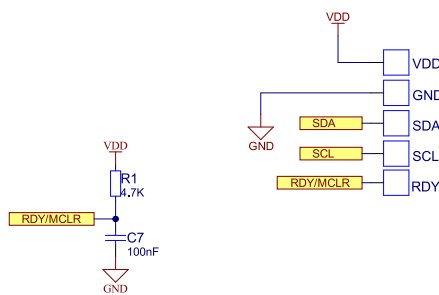 VDD
VDD
GND
GND
SDA
SDA
SCL
SCL
RDY/MCLR
RDY
VDD
R1
4.7K
RDY/MCLR
C7
100nF
GND